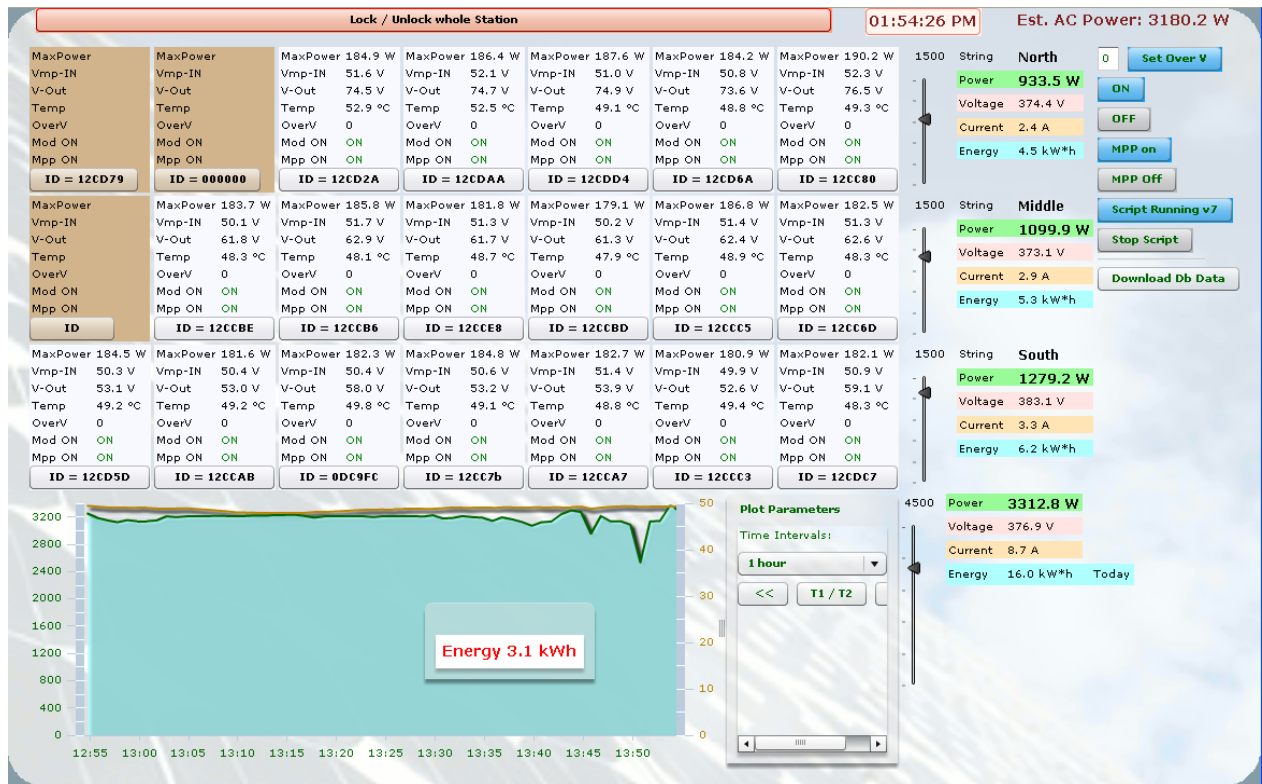 Lock / Unlock whole Station 01:54:26 PM Est. AC Power: 3180.2 W
MaxPower MaxPower MaxPower 184.9 W MaxPower 186.4 W MaxPower 187.6 W MaxPower 184.2 W MaxPower 190.2 W 1500 String North 0 Set Over V
Vmp-IN Vmp-IN Vmp-IN 51.6 V Vmp-IN 52.1 V Vmp-IN 51.0 V Vmp-IN 50.8 V Vmp-IN 52.3 V Power 933.5 W
V-Out V-Out V-Out 74.9 V V-Out 74.7 V V-Out 74.9 V V-Out 73.6 V V-Out 76.5 V ON
Temp Temp Temp 52.9 ºC Temp 52.5 ºC Temp 49.1 ºC Temp 48.8 ºC Temp 49.3 ºC Voltage 374.4 V
OverV OverV OverV 0 OverV 0 OverV 0 OverV 0 OverV 0 Current 2.4 A OFF
Mod ON Mod ON Mod ON ON Mod ON ON Mod ON ON Mod ON ON Mod ON ON
Mpp ON Mpp ON Mpp ON ON Mpp ON ON Mpp ON ON Mpp ON ON Mpp ON ON Energy 4.5 kW*h MPP on
ID = 12CD79 ID = 000000 ID = 12CD2A ID = 12CDAA ID = 12CDD4 ID = 12CD6A ID = 12CC80 MPP Off
MaxPower MaxPower 183.7 W MaxPower 185.8 W MaxPower 181.8 W MaxPower 179.1 W MaxPower 186.8 W MaxPower 182.5 W 1500 String Middle Script Running v7
Vmp-IN Vmp-IN 50.1 V Vmp-IN 51.7 V Vmp-IN 51.3 V Vmp-IN 50.2 V Vmp-IN 51.4 V Vmp-IN 51.3 V Power 1099.9 W
V-Out V-Out 61.8 V V-Out 62.9 V V-Out 61.7 V V-Out 61.3 V V-Out 62.4 V V-Out 62.6 V Stop Script
Temp Temp 48.3 ºC Temp 48.1 ºC Temp 48.7 ºC Temp 47.9 ºC Temp 48.9 ºC Temp 48.3 ºC Voltage 373.1 V
OverV OverV 0 OverV 0 OverV 0 OverV 0 OverV 0 OverV 0 Current 2.9 A Download Db Data
Mod ON Mod ON ON Mod ON ON Mod ON ON Mod ON ON Mod ON ON Mod ON ON
Mpp ON Mpp ON ON Mpp ON ON Mpp ON ON Mpp ON ON Mpp ON ON Mpp ON ON Energy 5.3 kW*h
ID ID = 12CCBE ID = 12CCB6 ID = 12CCE8 ID = 12CCBD ID = 12CCC5 ID = 12CC6D
MaxPower 184.5 W MaxPower 181.6 W MaxPower 182.3 W MaxPower 184.8 W MaxPower 182.7 W MaxPower 180.9 W MaxPower 182.1 W 1500 String South
Vmp-IN 50.3 V Vmp-IN 50.4 V Vmp-IN 50.4 V Vmp-IN 50.6 V Vmp-IN 51.4 V Vmp-IN 49.9 V Vmp-IN 50.9 V Power 1279.2 W
V-Out 53.1 V V-Out 53.0 V V-Out 59.0 V V-Out 53.2 V V-Out 53.9 V V-Out 52.6 V V-Out 59.1 V
Temp 49.2 ºC Temp 49.2 ºC Temp 49.8 ºC Temp 49.1 ºC Temp 48.8 ºC Temp 49.4 ºC Temp 48.3 ºC Voltage 383.1 V
OverV 0 OverV 0 OverV 0 OverV 0 OverV 0 OverV 0 OverV 0 Current 3.3 A
Mod ON ON Mod ON ON Mod ON ON Mod ON ON Mod ON ON Mod ON ON Mod ON ON
Mpp ON ON Mpp ON ON Mpp ON ON Mpp ON ON Mpp ON ON Mpp ON ON Mpp ON ON Energy 6.2 kW*h
ID = 12CD5D ID = 12CCAB ID = 0DC9FC ID = 12CC7b ID = 12CCA7 ID = 12CCC3 ID = 12CDC7
50 Plot Parameters 4500 Power 3312.8 W
3200 Voltage 376.9 V
Time Intervals:
2800 40 Current 8.7 A
2400 1 hour Energy 16.0 kW*h Today
2000 30 << T1 / T2
1600
1200 Energy 3.1 kWh 20
800 10
400
0 0
12:55 13:00 13:05 13:10 13:15 13:20 13:25 13:30 13:35 13:40 13:45 13:50